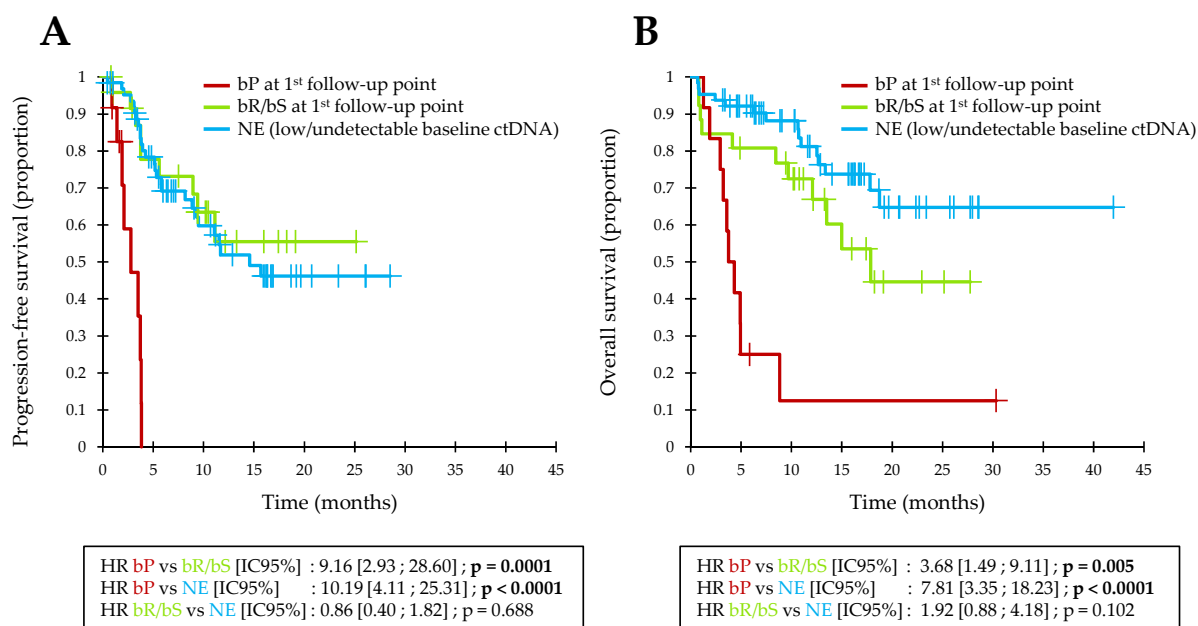 A
Progression-free survival (proportion)
1
0.9
0.8
0.7
0.6
0.5
0.4
0.3
0.2
0.1
0
bP at 1st follow-up point
bR/bS at 1st follow-up point
NE (low/undetectable baseline ctDNA)
0 5 10 15 20 25 30 35 40 45
Time (months)
HR bP vs bR/bS [IC95%] : 9.16 [2.93 ; 28.60] ; p = 0.0001
HR bP vs NE [IC95%] : 10.19 [4.11 ; 25.31] ; p < 0.0001
HR bR/bS vs NE [IC95%] : 0.86 [0.40 ; 1.82] ; p = 0.688
B
Overall survival (proportion)
1
0.9
0.8
0.7
0.6
0.5
0.4
0.3
0.2
0.1
0
bP at 1st follow-up point
bR/bS at 1st follow-up point
NE (low/undetectable baseline ctDNA)
0 5 10 15 20 25 30 35 40 45
Time (months)
HR bP vs bR/bS [IC95%] : 3.68 [1.49 ; 9.11] ; p = 0.005
HR bP vs NE [IC95%] : 7.81 [3.35 ; 18.23] ; p < 0.0001
HR bR/bS vs NE [IC95%] : 1.92 [0.88 ; 4.18] ; p = 0.102